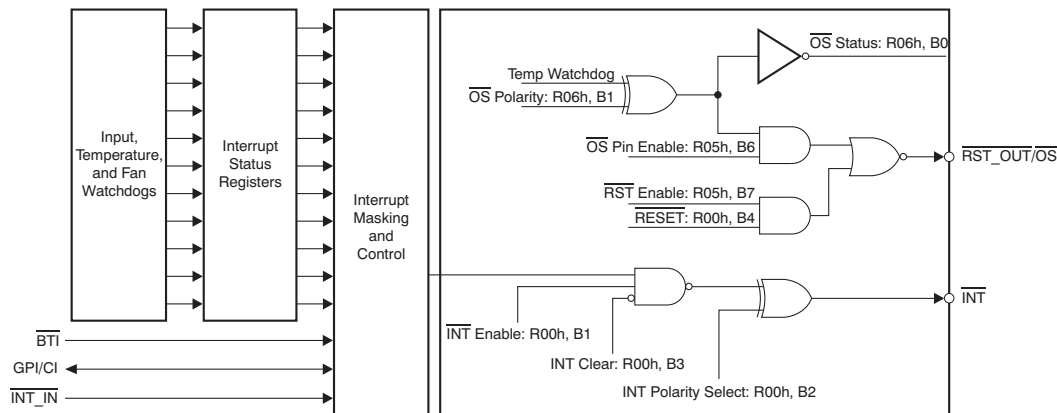 Input,
Temperature,
and Fan
Watchdogs
Interrupt
Status
Registers
Interrupt
Masking
and
Control
BTI
GPI/CI
INT_IN
OS Status: R06h, B0
Temp Watchdog
OS Polarity: R06h, B1
OS Pin Enable: R05h, B6
RST Enable: R05h, B7
RESET: R00h, B4
RST_OUT/OS
INT Enable: R00h, B1
INT Clear: R00h, B3
INT Polarity Select: R00h, B2
INT